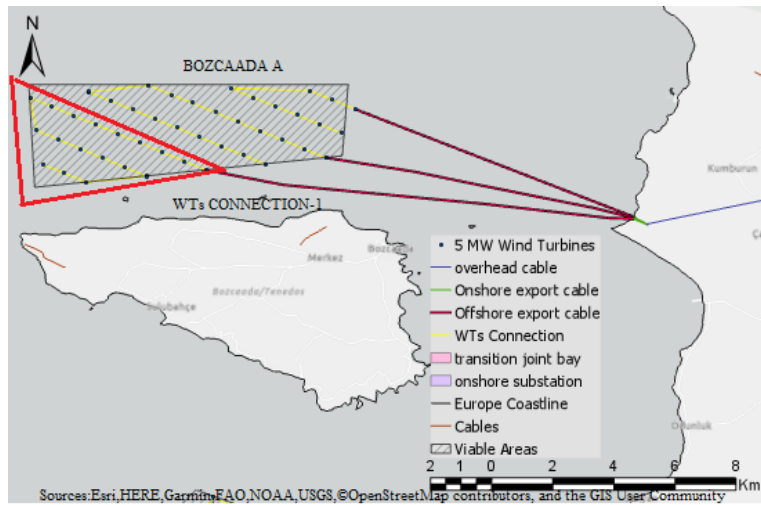 N
BOZCAADA A
Kumburun
WTs CONNECTION-1
Merkez
Bozcaada
Bozcaada/Tenedos
5 MW Wind Turbines
overhead cable
Onshore export cable
Offshore export cable
WTs Connection
transition joint bay
onshore substation
Europe Coastline
Cables
Viable Areas
2 1 0 2 4 6 8
Km
Sources:Esri,HERE,Garmin,FAO,NOAA,USGS,©OpenStreetMap contributors, and the GIS User Community